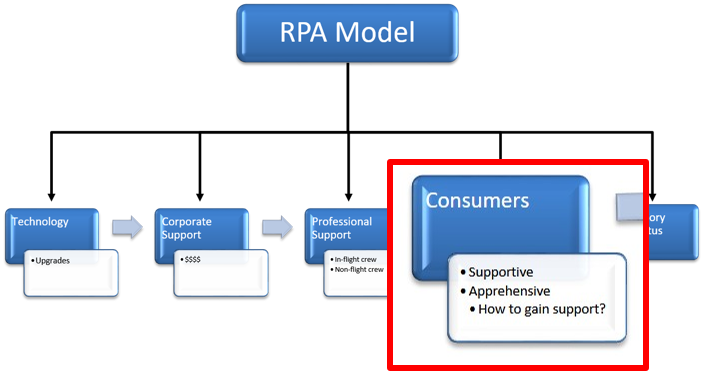 RPA Model
Technology
• Upgrades
Corporate
Support
• $$$$
Professional
Support
• In-flight crew
• Non-flight crew
Consumers
• Supportive
• Apprehensive
• How to gain support?